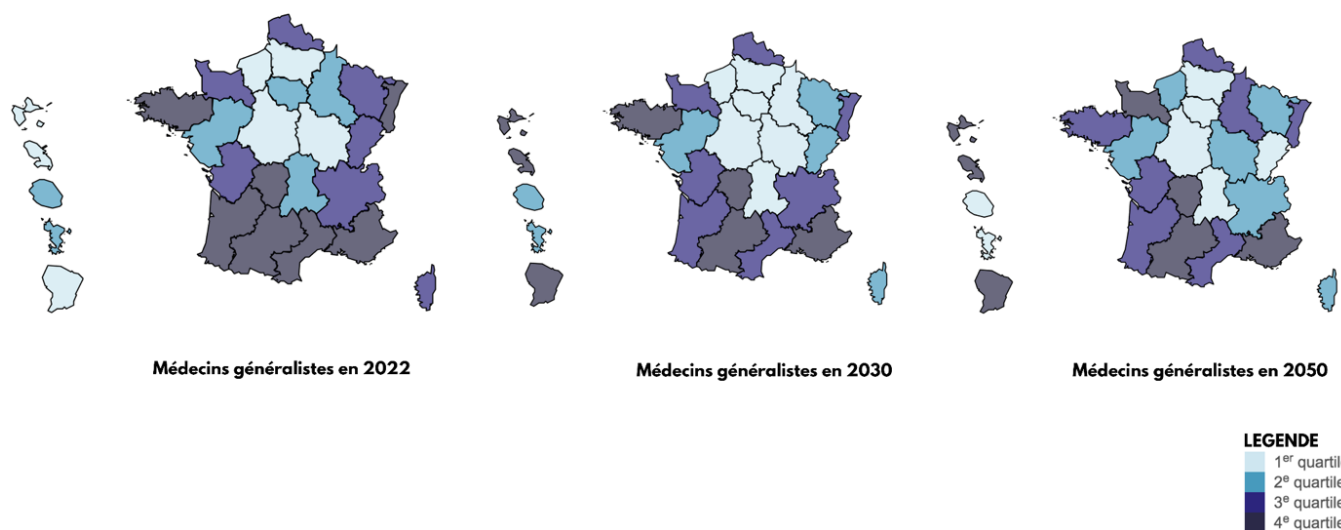 Médecins généralistes en 2022
Médecins généralistes en 2030
Médecins généralistes en 2050
LEGENDE
1er quartil
2e quartile
3e quartile
4e quartile